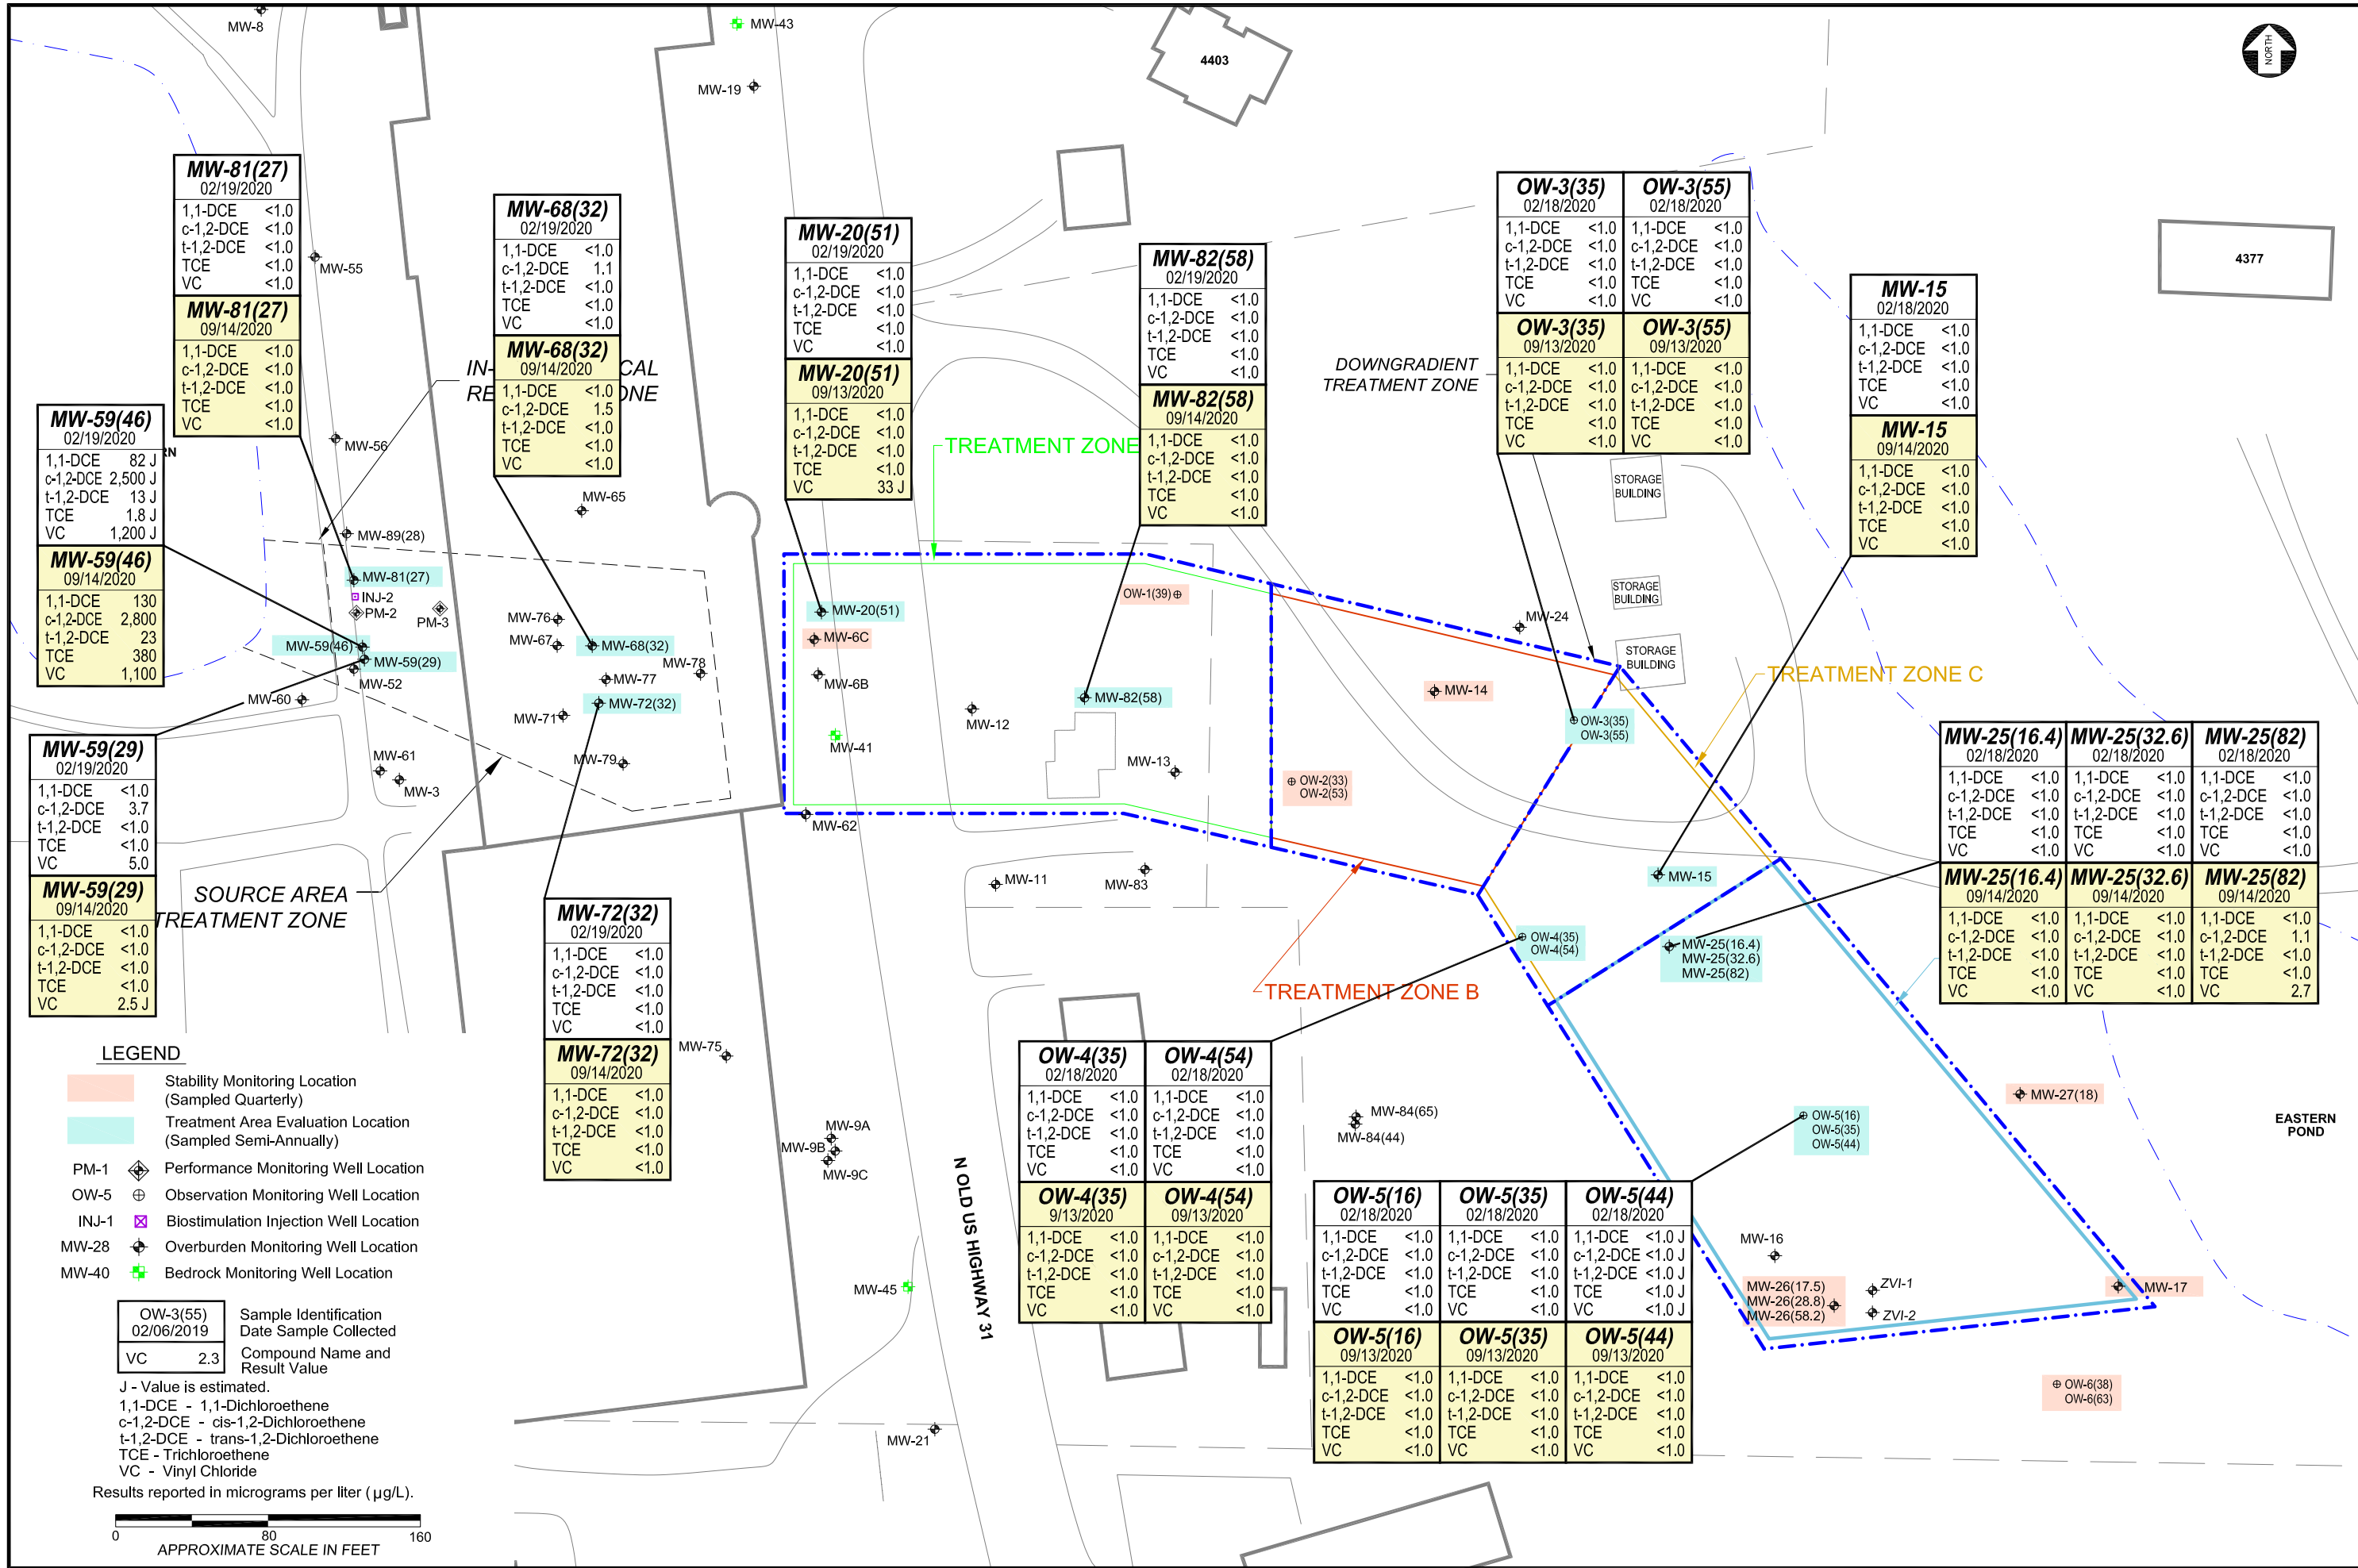 MW-8
MW-43
MW-19
4403
NORTH
4377
MW-81(27)
02/19/2020
1,1-DCE <1.0
c-1,2-DCE <1.0
t-1,2-DCE <1.0
TCE <1.0
VC <1.0
MW-81(27)
09/14/2020
1,1-DCE <1.0
c-1,2-DCE <1.0
t-1,2-DCE <1.0
TCE <1.0
VC <1.0
MW-68(32)
02/19/2020
1,1-DCE <1.0
c-1,2-DCE 1.1
t-1,2-DCE <1.0
TCE <1.0
VC <1.0
MW-68(32)
09/14/2020
1,1-DCE <1.0
c-1,2-DCE 1.5
t-1,2-DCE <1.0
TCE <1.0
VC <1.0
MW-20(51)
02/19/2020
1,1-DCE <1.0
c-1,2-DCE <1.0
t-1,2-DCE <1.0
TCE <1.0
VC <1.0
MW-20(51)
09/13/2020
1,1-DCE <1.0
c-1,2-DCE <1.0
t-1,2-DCE <1.0
TCE <1.0
VC 33 J
MW-82(58)
02/19/2020
1,1-DCE <1.0
c-1,2-DCE <1.0
t-1,2-DCE <1.0
TCE <1.0
VC <1.0
MW-82(58)
09/14/2020
1,1-DCE <1.0
c-1,2-DCE <1.0
t-1,2-DCE <1.0
TCE <1.0
VC <1.0
OW-3(35) OW-3(55)
02/18/2020 02/18/2020
1,1-DCE <1.0 1,1-DCE <1.0
c-1,2-DCE <1.0 c-1,2-DCE <1.0
t-1,2-DCE <1.0 t-1,2-DCE <1.0
TCE <1.0 TCE <1.0
VC <1.0 VC <1.0
OW-3(35) OW-3(55)
09/13/2020 09/13/2020
1,1-DCE <1.0 1,1-DCE <1.0
c-1,2-DCE <1.0 c-1,2-DCE <1.0
t-1,2-DCE <1.0 t-1,2-DCE <1.0
TCE <1.0 TCE <1.0
VC <1.0 VC <1.0
MW-15
02/18/2020
1,1-DCE <1.0
c-1,2-DCE <1.0
t-1,2-DCE <1.0
TCE <1.0
VC <1.0
MW-15
09/14/2020
1,1-DCE <1.0
c-1,2-DCE <1.0
t-1,2-DCE <1.0
TCE <1.0
VC <1.0
MW-55
IN- CAL
RE ONE
DOWNGRADIENT
TREATMENT ZONE
MW-59(46)
02/19/2020
1,1-DCE 82 J
c-1,2-DCE 2,500 J
t-1,2-DCE 13 J
TCE 1.8 J
VC 1,200 J
MW-59(46)
09/14/2020
1,1-DCE 130
c-1,2-DCE 2,800
t-1,2-DCE 23
TCE 380
VC 1,100
RN
MW-56
MW-65
MW-89(28)
TREATMENT ZONE
STORAGE
BUILDING
STORAGE
BUILDING
STORAGE
BUILDING
MW-81(27)
INJ-2
PM-2
PM-3
MW-59(46)
MW-59(29)
MW-52
MW-60
MW-61
MW-3
MW-76
MW-67
MW-68(32)
MW-78
MW-77
MW-72(32)
MW-71
MW-79
MW-20(51)
MW-6C
MW-6B
MW-41
MW-62
MW-12
MW-82(58)
MW-13
OW-1(39)
OW-2(33)
OW-2(53)
MW-14
MW-24
OW-3(35)
OW-3(55)
TREATMENT ZONE C
MW-59(29)
02/19/2020
1,1-DCE <1.0
c-1,2-DCE 3.7
t-1,2-DCE <1.0
TCE <1.0
VC 5.0
MW-59(29)
09/14/2020
1,1-DCE <1.0
c-1,2-DCE <1.0
t-1,2-DCE <1.0
TCE <1.0
VC 2.5 J
SOURCE AREA
TREATMENT ZONE
MW-11
MW-83
MW-15
OW-4(35)
OW-4(54)
MW-25(16.4)
MW-25(32.6)
MW-25(82)
TREATMENT ZONE B
MW-25(16.4) MW-25(32.6) MW-25(82)
02/18/2020 02/18/2020 02/18/2020
1,1-DCE <1.0 1,1-DCE <1.0 1,1-DCE <1.0
c-1,2-DCE <1.0 c-1,2-DCE <1.0 c-1,2-DCE <1.0
t-1,2-DCE <1.0 t-1,2-DCE <1.0 t-1,2-DCE <1.0
TCE <1.0 TCE <1.0 TCE <1.0
VC <1.0 VC <1.0 VC <1.0
MW-25(16.4) MW-25(32.6) MW-25(82)
09/14/2020 09/14/2020 09/14/2020
1,1-DCE <1.0 1,1-DCE <1.0 1,1-DCE <1.0
c-1,2-DCE <1.0 c-1,2-DCE <1.0 c-1,2-DCE 1.1
t-1,2-DCE <1.0 t-1,2-DCE <1.0 t-1,2-DCE <1.0
TCE <1.0 TCE <1.0 TCE <1.0
VC <1.0 VC <1.0 VC 2.7
MW-72(32)
02/19/2020
1,1-DCE <1.0
c-1,2-DCE <1.0
t-1,2-DCE <1.0
TCE <1.0
VC <1.0
MW-72(32)
09/14/2020
1,1-DCE <1.0
c-1,2-DCE <1.0
t-1,2-DCE <1.0
TCE <1.0
VC <1.0
MW-75
MW-9A
MW-9B
MW-9C
MW-45
MW-21
N OLD US HIGHWAY 31
OW-4(35) OW-4(54)
02/18/2020 02/18/2020
1,1-DCE <1.0 1,1-DCE <1.0
c-1,2-DCE <1.0 c-1,2-DCE <1.0
t-1,2-DCE <1.0 t-1,2-DCE <1.0
TCE <1.0 TCE <1.0
VC <1.0 VC <1.0
OW-4(35) OW-4(54)
9/13/2020 09/13/2020
1,1-DCE <1.0 1,1-DCE <1.0
c-1,2-DCE <1.0 c-1,2-DCE <1.0
t-1,2-DCE <1.0 t-1,2-DCE <1.0
TCE <1.0 TCE <1.0
VC <1.0 VC <1.0
MW-84(65)
MW-84(44)
OW-5(16) OW-5(35) OW-5(44)
02/18/2020 02/18/2020 02/18/2020
1,1-DCE <1.0 1,1-DCE <1.0 1,1-DCE <1.0 J
c-1,2-DCE <1.0 c-1,2-DCE <1.0 c-1,2-DCE <1.0 J
t-1,2-DCE <1.0 t-1,2-DCE <1.0 t-1,2-DCE <1.0 J
TCE <1.0 TCE <1.0 TCE <1.0 J
VC <1.0 VC <1.0 VC <1.0 J
OW-5(16) OW-5(35) OW-5(44)
09/13/2020 09/13/2020 09/13/2020
1,1-DCE <1.0 1,1-DCE <1.0 1,1-DCE <1.0
c-1,2-DCE <1.0 c-1,2-DCE <1.0 c-1,2-DCE <1.0
t-1,2-DCE <1.0 t-1,2-DCE <1.0 t-1,2-DCE <1.0
TCE <1.0 TCE <1.0 TCE <1.0
VC <1.0 VC <1.0 VC <1.0
OW-5(16)
OW-5(35)
OW-5(44)
MW-27(18)
EASTERN
POND
MW-16
MW-26(17.5)
MW-26(28.8)
MW-26(58.2)
ZVI-1
ZVI-2
MW-17
OW-6(38)
OW-6(63)
LEGEND
Stability Monitoring Location
(Sampled Quarterly)
Treatment Area Evaluation Location
(Sampled Semi-Annually)
PM-1 Performance Monitoring Well Location
OW-5 Observation Monitoring Well Location
INJ-1 Biostimulation Injection Well Location
MW-28 Overburden Monitoring Well Location
MW-40 Bedrock Monitoring Well Location
OW-3(55) Sample Identification
02/06/2019 Date Sample Collected
VC 2.3 Compound Name and
Result Value
J - Value is estimated.
1,1-DCE - 1,1-Dichloroethene
c-1,2-DCE - cis-1,2-Dichloroethene
t-1,2-DCE - trans-1,2-Dichloroethene
TCE - Trichloroethene
VC - Vinyl Chloride
Results reported in micrograms per liter (µg/L).
0 80 160
APPROXIMATE SCALE IN FEET